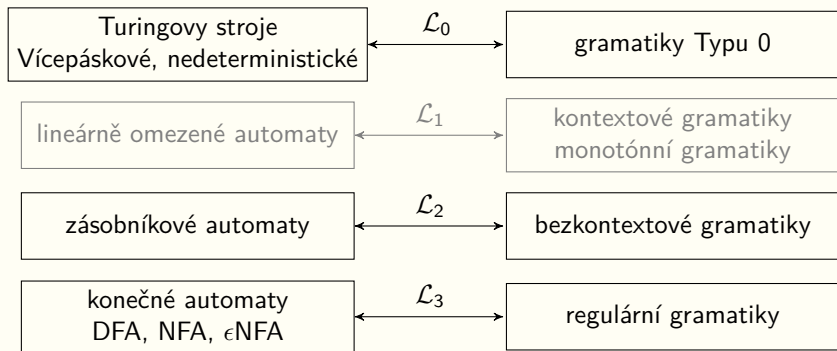 Turingovy stroje
Vícepáskové, nedeterministické
ℒ₀
gramatiky Typu 0
lineárně omezené automaty
ℒ₁
kontextové gramatiky
monotónní gramatiky
zásobníkové automaty
ℒ₂
bezkontextové gramatiky
konečné automaty
DFA, NFA, ϵNFA
ℒ₃
regulární gramatiky